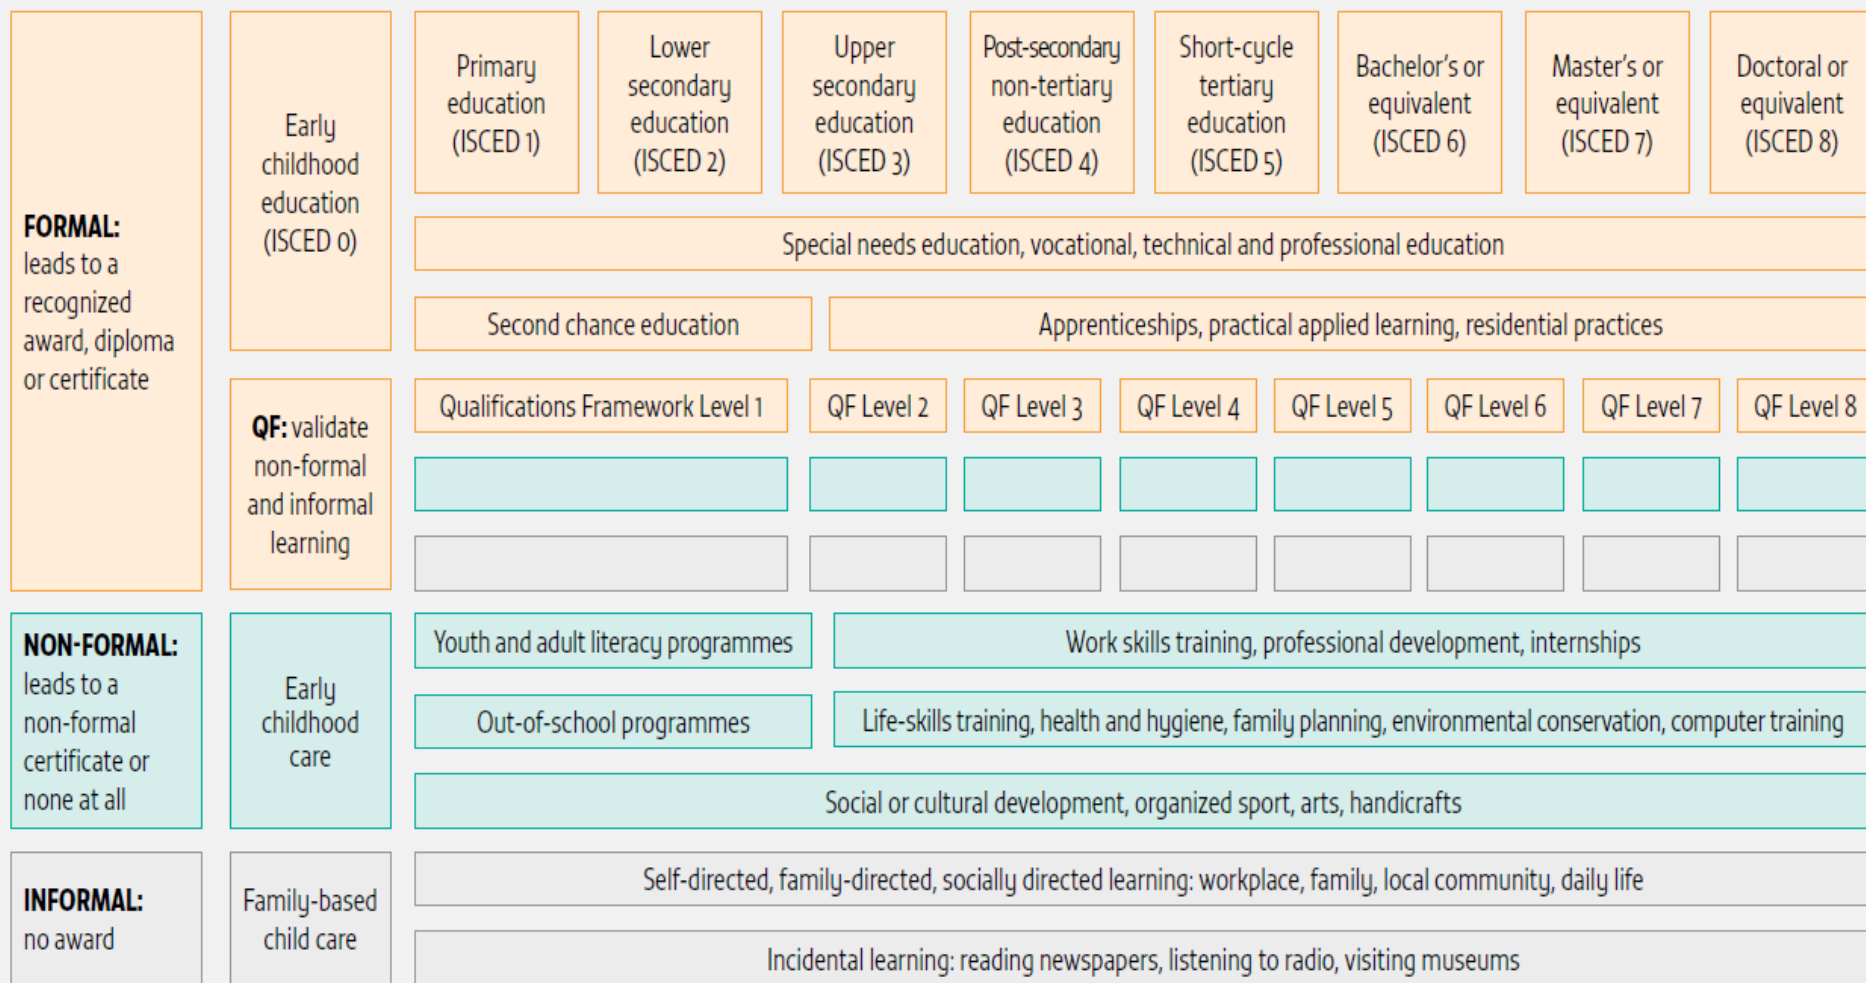 FORMAL:
leads to a
recognized
award, diploma
or certificate
Early
childhood
education
(ISCED 0)
Primary
education
(ISCED 1)
Lower
secondary
education
(ISCED 2)
Upper
secondary
education
(ISCED 3)
Post-secondary
non-tertiary
education
(ISCED 4)
Short-cycle
tertiary
education
(ISCED 5)
Bachelor's or
equivalent
(ISCED 6)
Master's or
equivalent
(ISCED 7)
Doctoral or
equivalent
(ISCED 8)
Special needs education, vocational, technical and professional education
Second chance education
Apprenticeships, practical applied learning, residential practices
QF: validate
non-formal
and informal
learning
Qualifications Framework Level 1
QF Level 2
QF Level 3
QF Level 4
QF Level 5
QF Level 6
QF Level 7
QF Level 8
NON-FORMAL:
leads to a
non-formal
certificate or
none at all
Early
childhood
care
Youth and adult literacy programmes
Work skills training, professional development, internships
Out-of-school programmes
Life-skills training, health and hygiene, family planning, environmental conservation, computer training
Social or cultural development, organized sport, arts, handicrafts
INFORMAL:
no award
Family-based
child care
Self-directed, family-directed, socially directed learning: workplace, family, local community, daily life
Incidental learning: reading newspapers, listening to radio, visiting museums